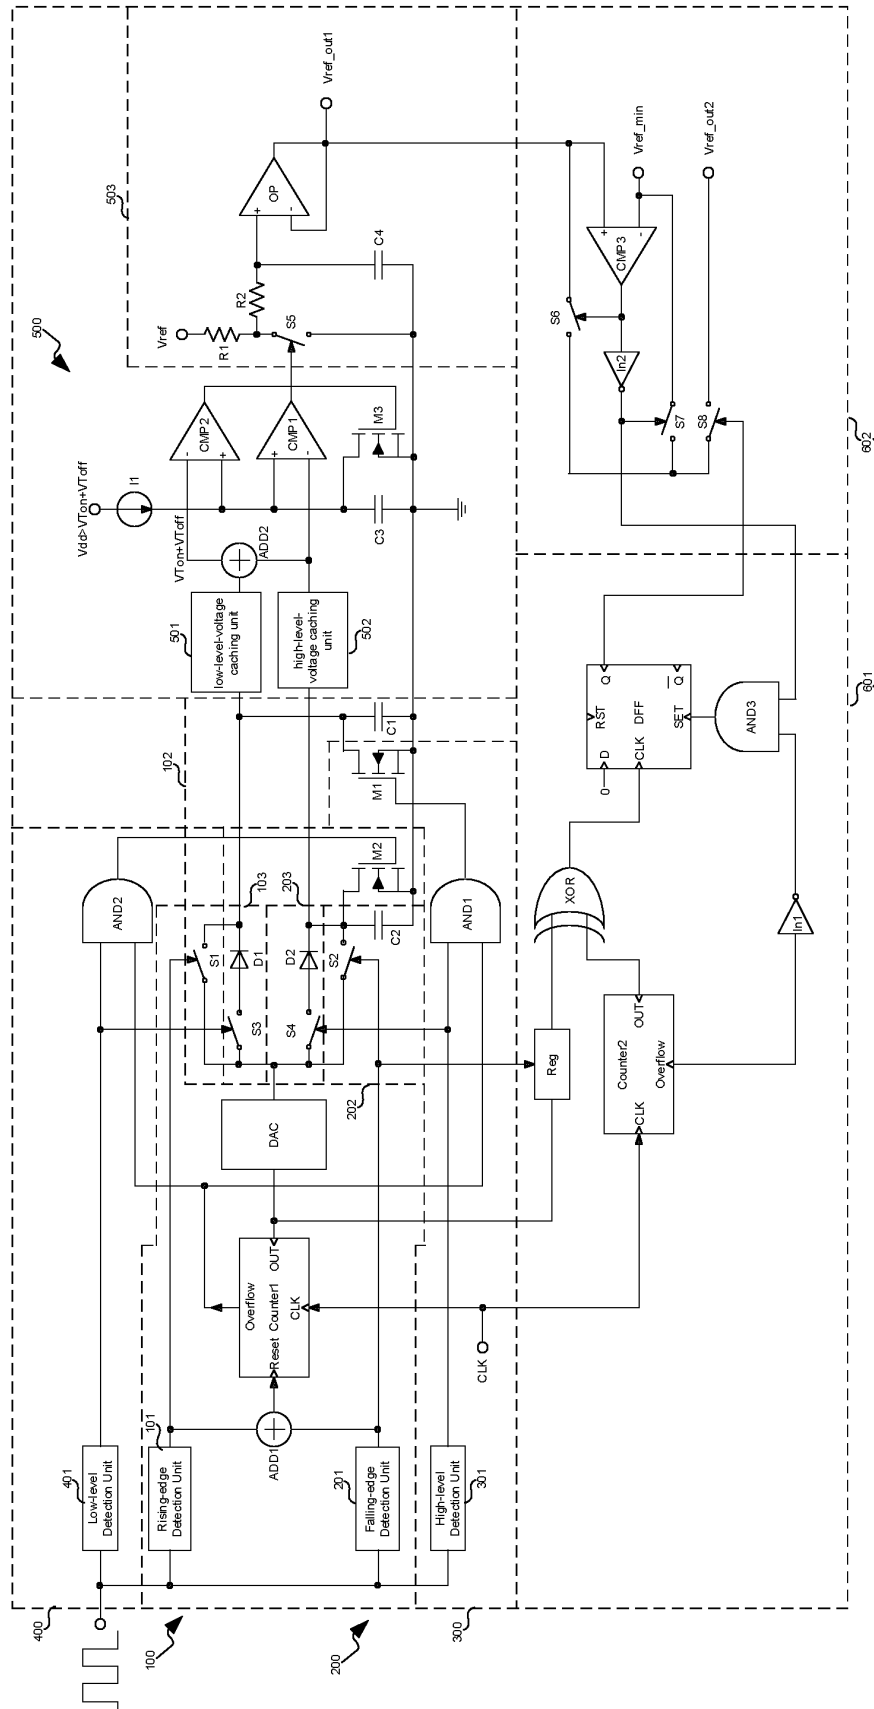 400
401
Low-level
Detection Unit
100
101
Rising-edge
Detection Unit
ADD1
200
201
Falling-edge
Detection Unit
300
301
High-level
Detection Unit
CLK
Overflow
Reset Counter1
CLK
OUT
DAC
202
S3
S4
S1
D1
D2
S2
103
203
AND2
C2
AND1
M2
102
M1
C1
501
low-level-voltage
caching unit
high-level-
voltage caching
unit
502
VTon+VToff
ADD2
Vdd>VTon+VToff
I1
C3
-
+
CMP2
+
-
CMP1
M3
500
503
Vref
R1
R2
S5
C4
+
-
OP
Vref_out1
CLK
Counter2
Overflow
OUT
Reg
XOR
In1
0
D
RST
CLK
DFF
SET
Q
Q
AND3
601
602
S6
In2
S7
S8
+
-
CMP3
Vref_min
Vref_out2